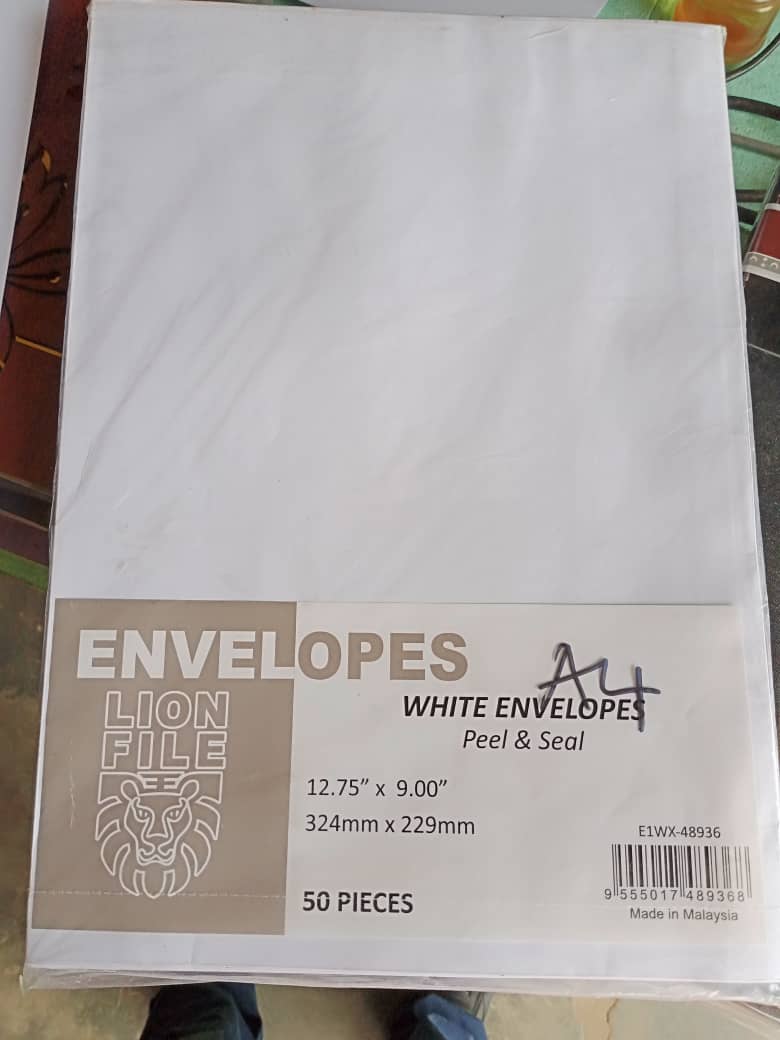 ENVELOPES
LION
FILE
A4
WHITE ENVELOPES
Peel & Seal
12.75” x 9.00”
324mm x 229mm
50 PIECES
E1WX-48936
9 555017 489368
Made in Malaysia